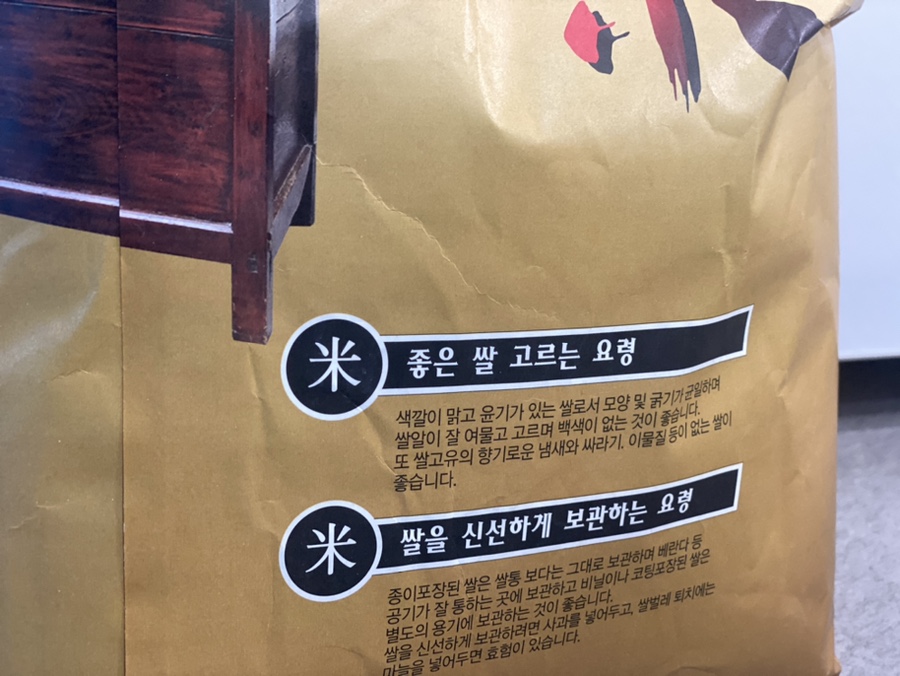 米 좋은 쌀 고르는 요령
색깔이 맑고 윤기가 있는 쌀로서 모양 및 굵기가 균일하며
쌀알이 잘 여물고 고르며 백색이 없는 것이 좋습니다.
또 쌀고유의 향기로운 냄새와 싸라기. 이물질 등이 없는 쌀이
좋습니다.
米 쌀을 신선하게 보관하는 요령
종이포장된 쌀은 쌀통 보다는 그대로 보관하며 베란다 등
공기가 잘 통하는 곳에 보관하고 비닐이나 코팅포장된 쌀은
별도의 용기에 보관하는 것이 좋습니다.
쌀을 신선하게 보관하려면 사과를 넣어두고, 쌀벌레 퇴치에는
마늘을 넣어두면 효험이 있습니다.